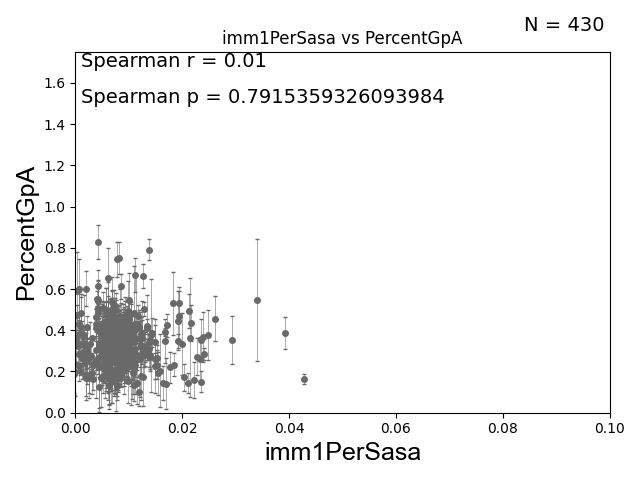 N = 430
imm1PerSasa vs PercentGpA
Spearman r = 0.01
Spearman p = 0.7915359326093984
PercentGpA
1.6
1.4
1.2
1.0
0.8
0.6
0.4
0.2
0.0
0.00 0.02 0.04 0.06 0.08 0.10
imm1PerSasa